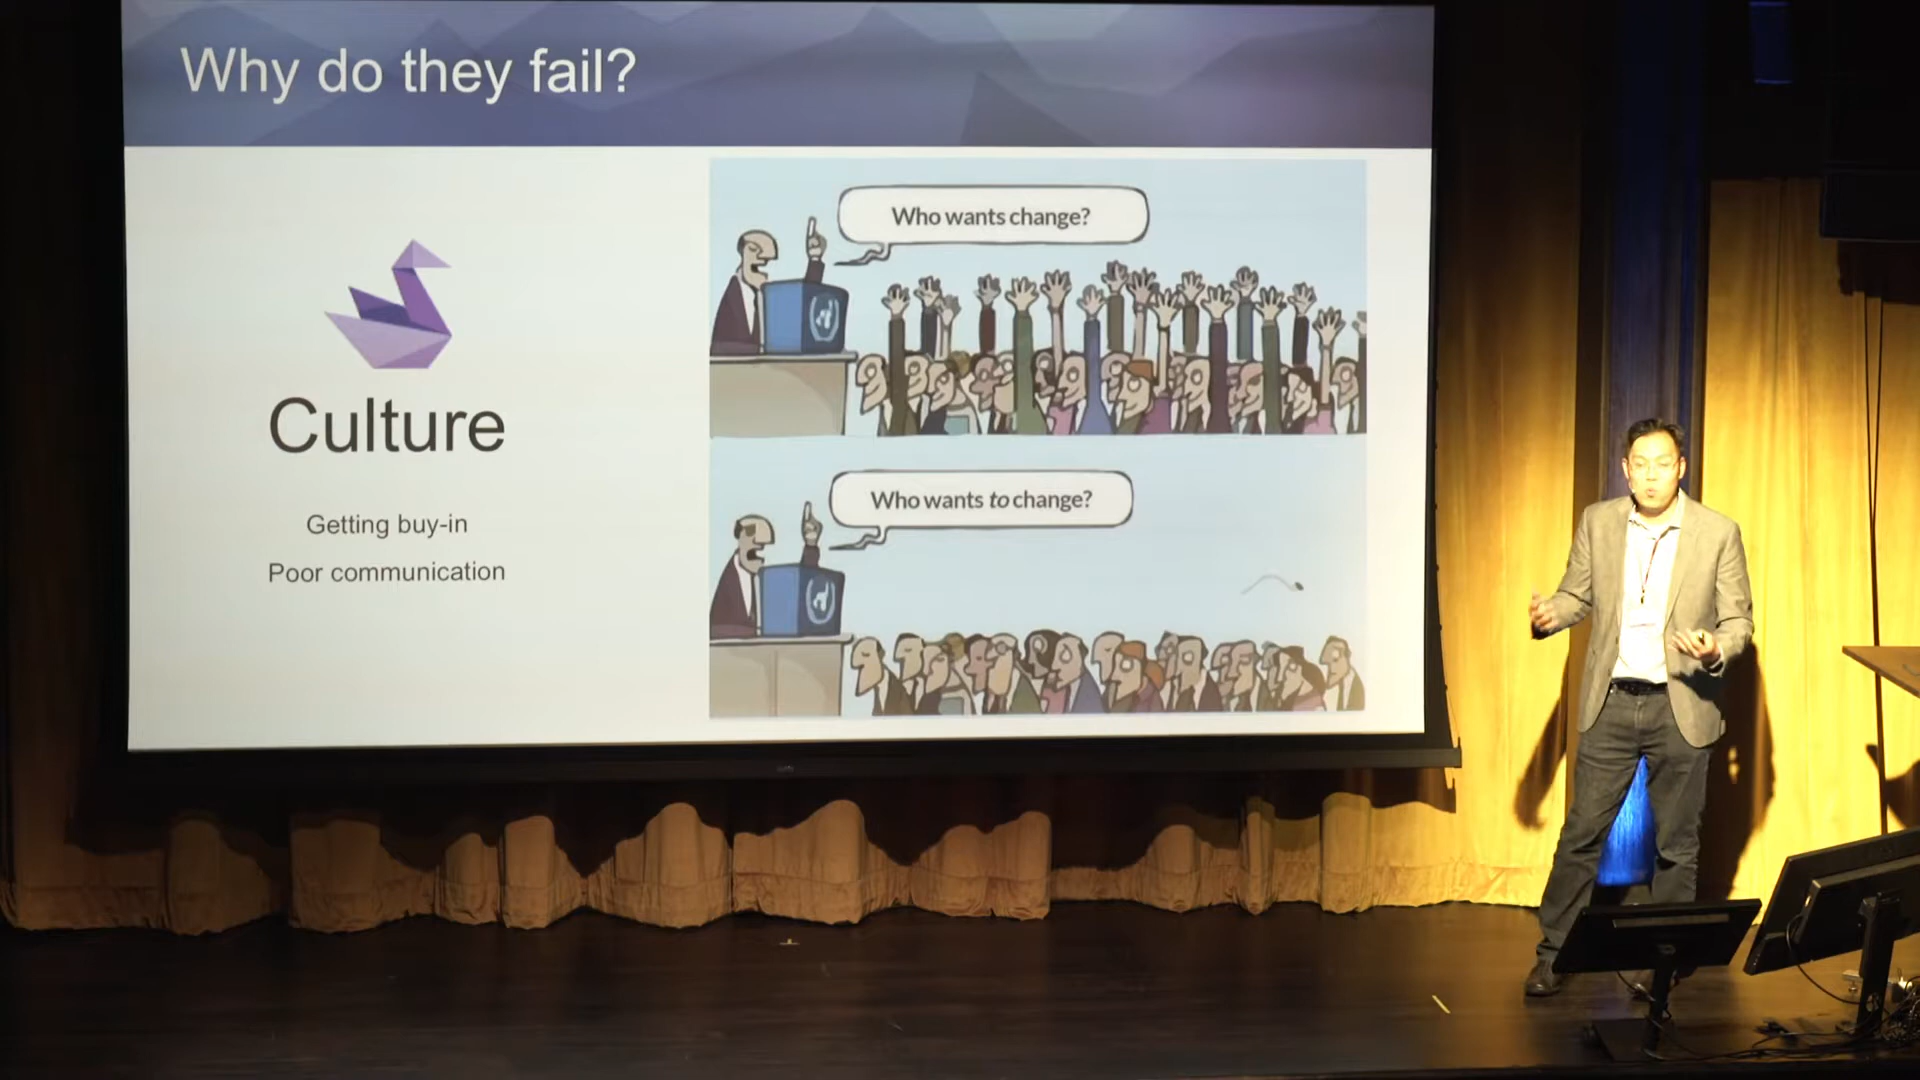 Why do they fail?
Culture
Getting buy-in
Poor communication
Who wants change?
Who wants to change?